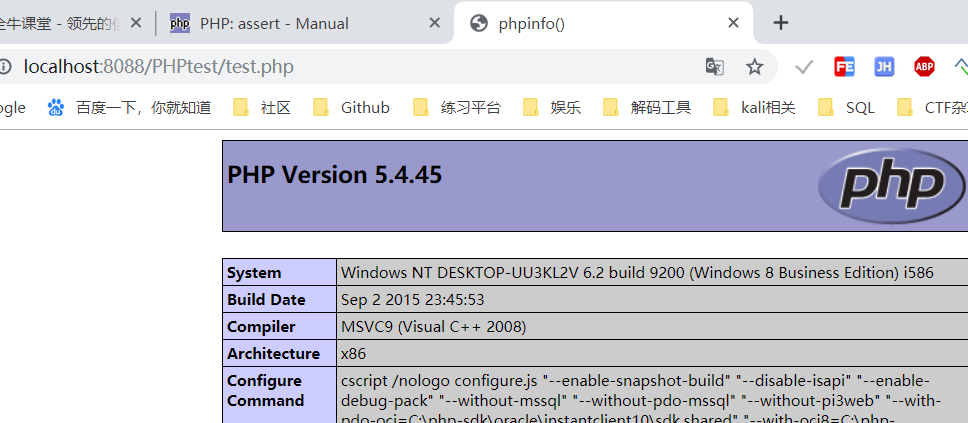 全牛课堂 - 领先的信 PHP: assert - Manual phpinfo()
localhost:8088/PHPtest/test.php
ogle 百度一下，你就知道 社区 Github 练习平台 娱乐 解码工具 kali相关 SQL CTF杂
PHP Version 5.4.45
php
System Windows NT DESKTOP-UU3KL2V 6.2 build 9200 (Windows 8 Business Edition) i586
Build Date Sep 2 2015 23:45:53
Compiler MSVC9 (Visual C++ 2008)
Architecture x86
Configure Command cscript /nologo configure.js "--enable-snapshot-build" "--disable-isapi" "--enable-
debug-pack" "--without-mssql" "--without-pdo-mssql" "--without-pi3web" "--with-
pdo-oci=C:\php-sdk\oracle\instantclient10\sdk,shared" "--with-oci8=C:\php-